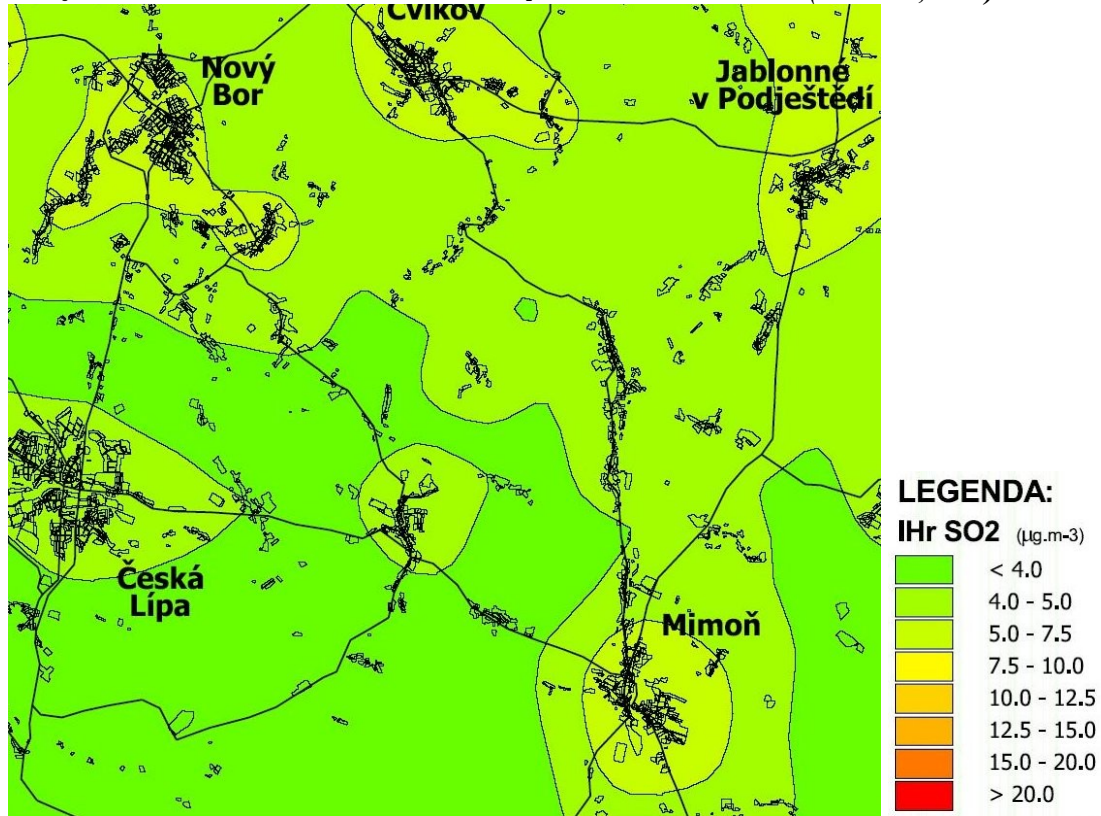 Cvikov
Nový
Bor
Jablonné
v Podještědí
Česká
Lípa
Mimoň
LEGENDA:
IHr SO2 (µg.m-3)
< 4.0
4.0 - 5.0
5.0 - 7.5
7.5 - 10.0
10.0 - 12.5
12.5 - 15.0
15.0 - 20.0
> 20.0